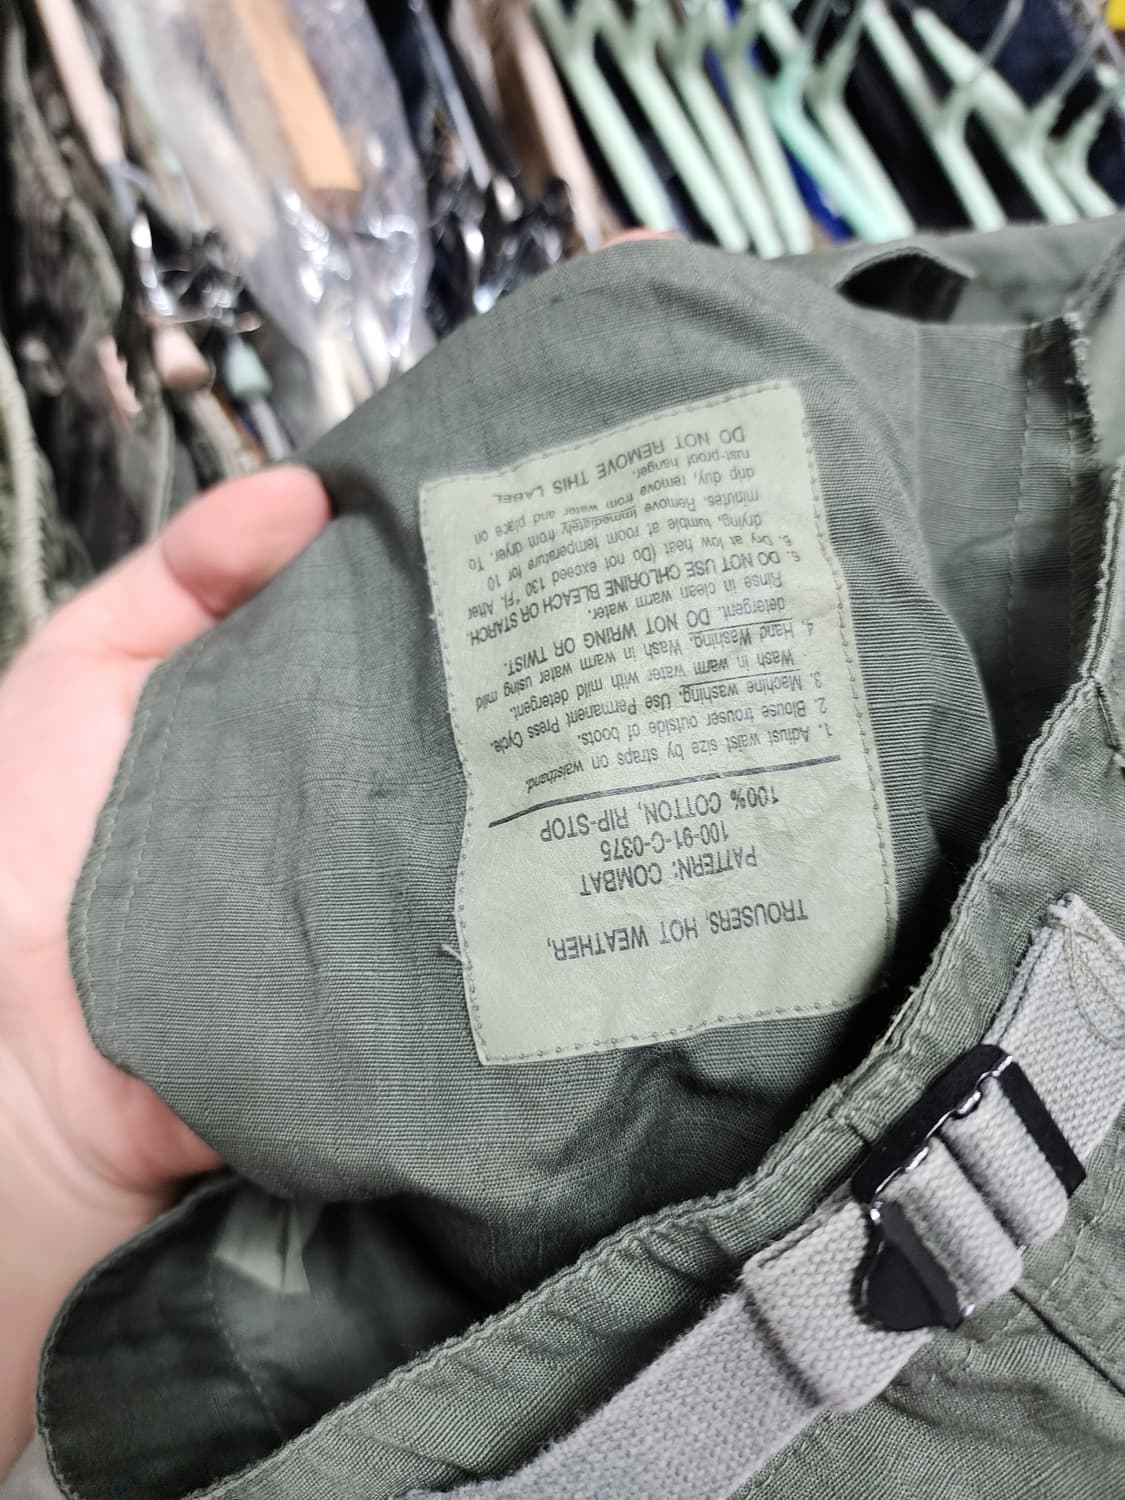 TROUSERS, HOT WEATHER,
PATTERN: COMBAT
100-91-C-0375
100% COTTON, RIP-STOP
1. Adjust waist size by straps on waistband.
2. Blouse trouser outside of boots.
3. Machine washing. Use Permanent Press Cycle.
Wash in warm water with mild detergent.
4. Hand Washing. Wash in warm water using mild
detergent. DO NOT WRING OR TWIST.
Rinse in clean warm water.
5. DO NOT USE CHLORINE BLEACH OR STARCH.
6. Dry at low heat (Do not exceed 130 °F). After
drying, tumble at room temperature for 10
minutes. Remove immediately from dryer. To
drip duy, remove from water and place on
rust-proof hanger.
DO NOT REMOVE THIS LABEL